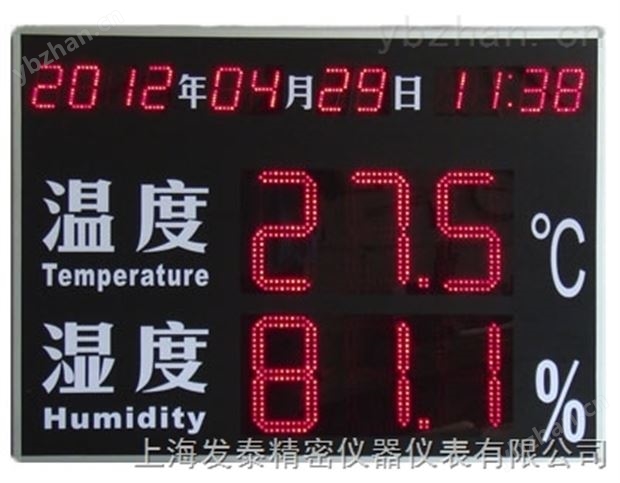 ybzhan.cn
ybzhan.cn
2012年04月29日 11:38
温度 27.5 ℃
Temperature
湿度 81.1 %
Humidity
上海发泰精密仪器仪表有限公司